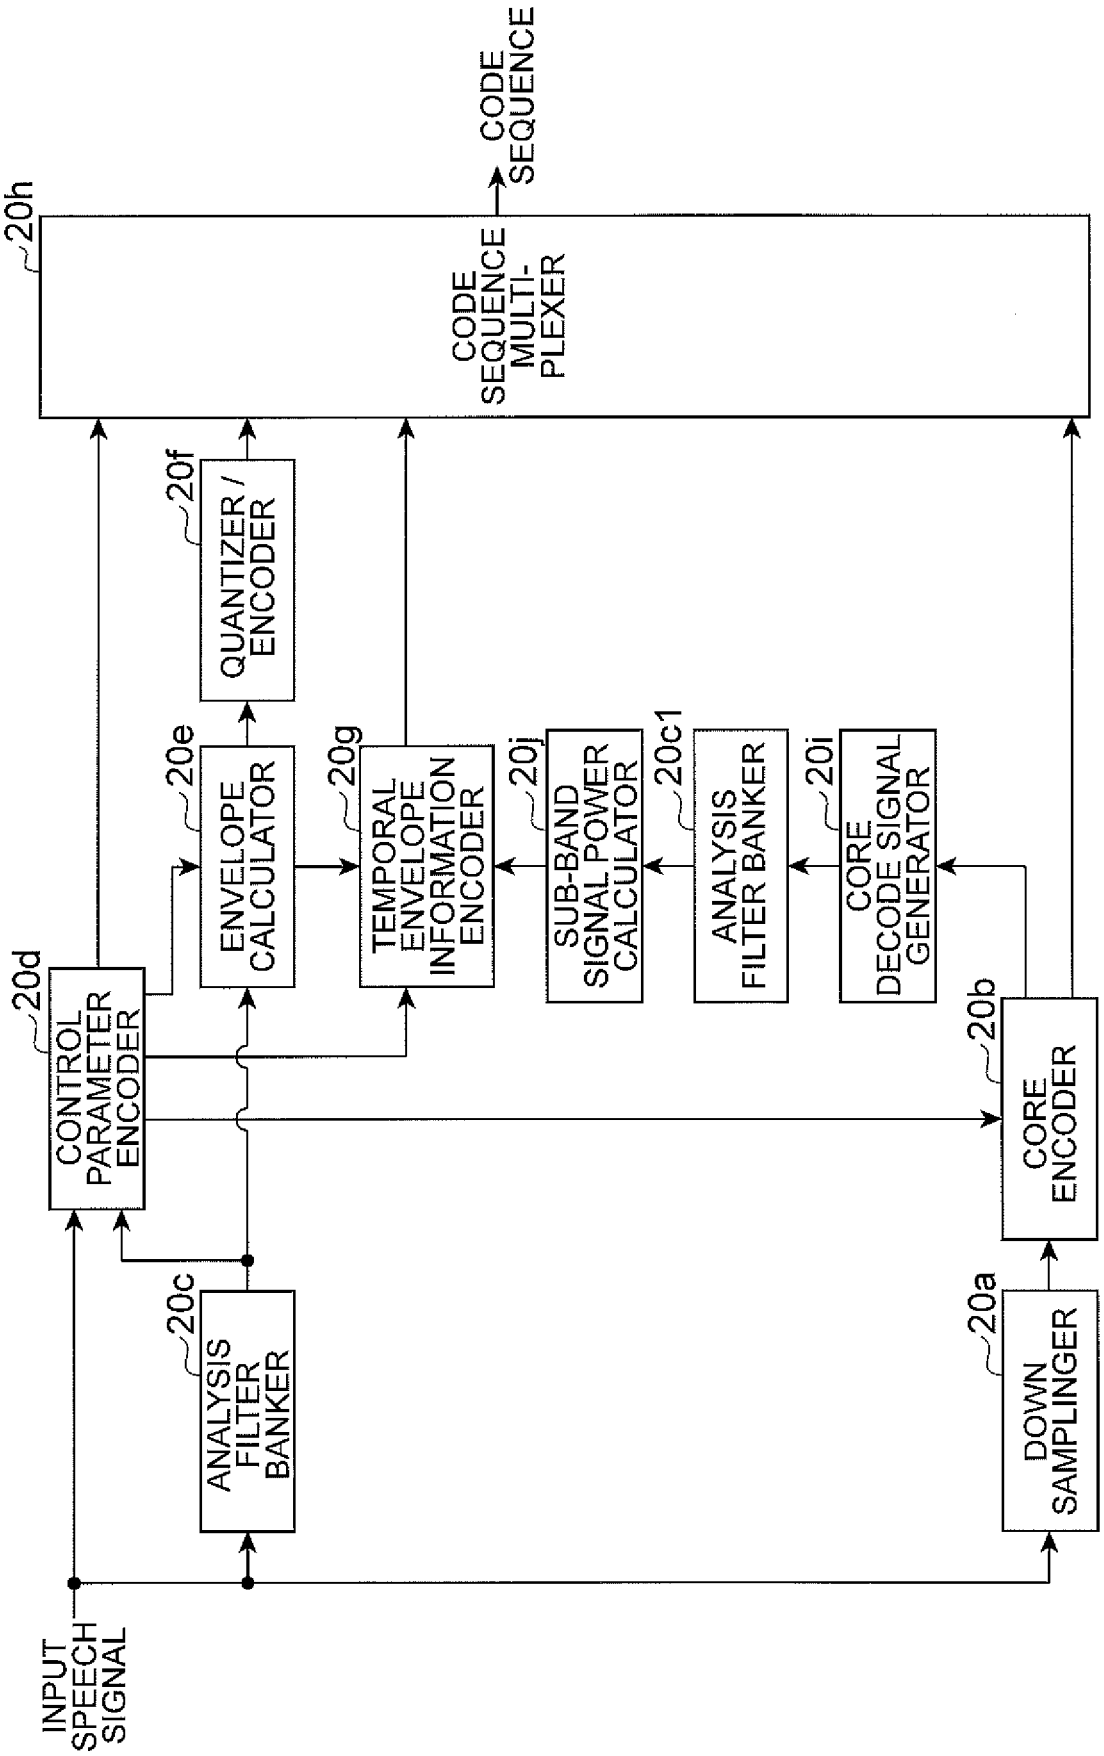 INPUT
SPEECH
SIGNAL
20d
CONTROL
PARAMETER
ENCODER
20c
ANALYSIS
FILTER
BANKER
20e
ENVELOPE
CALCULATOR
20f
QUANTIZER /
ENCODER
20g
TEMPORAL
ENVELOPE
INFORMATION
ENCODER
20j
SUB-BAND
SIGNAL POWER
CALCULATOR
20c1
ANALYSIS
FILTER BANKER
20i
CORE
DECODE SIGNAL
GENERATOR
20a
DOWN
SAMPLINGER
20b
CORE
ENCODER
20h
CODE
SEQUENCE
MULTI-
PLEXER
CODE
SEQUENCE